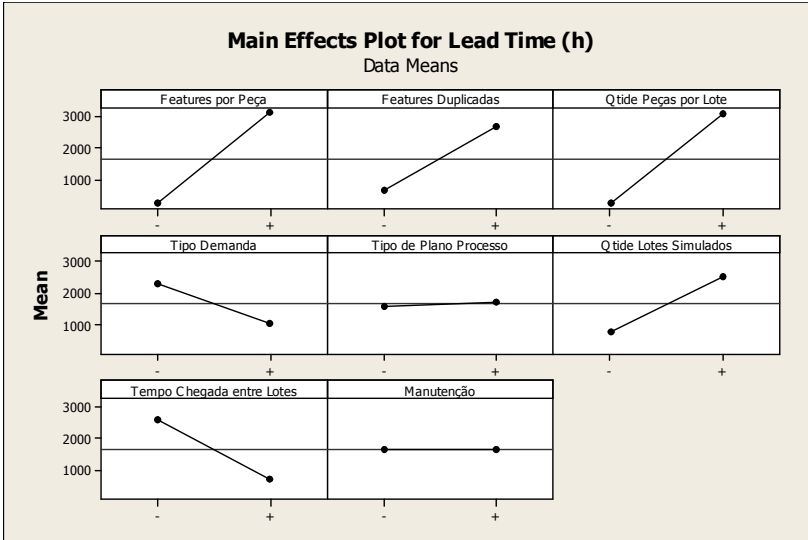 Main Effects Plot for Lead Time (h)
Data Means
Features por Peça
Features Duplicadas
Qtide Peças por Lote
3000
2000
1000
- +
- +
- +
Tipo Demanda
Tipo de Plano Processo
Qtide Lotes Simulados
3000
2000
1000
- +
- +
- +
Tempo Chegada entre Lotes
Manutenção
3000
2000
1000
- +
- +
Mean